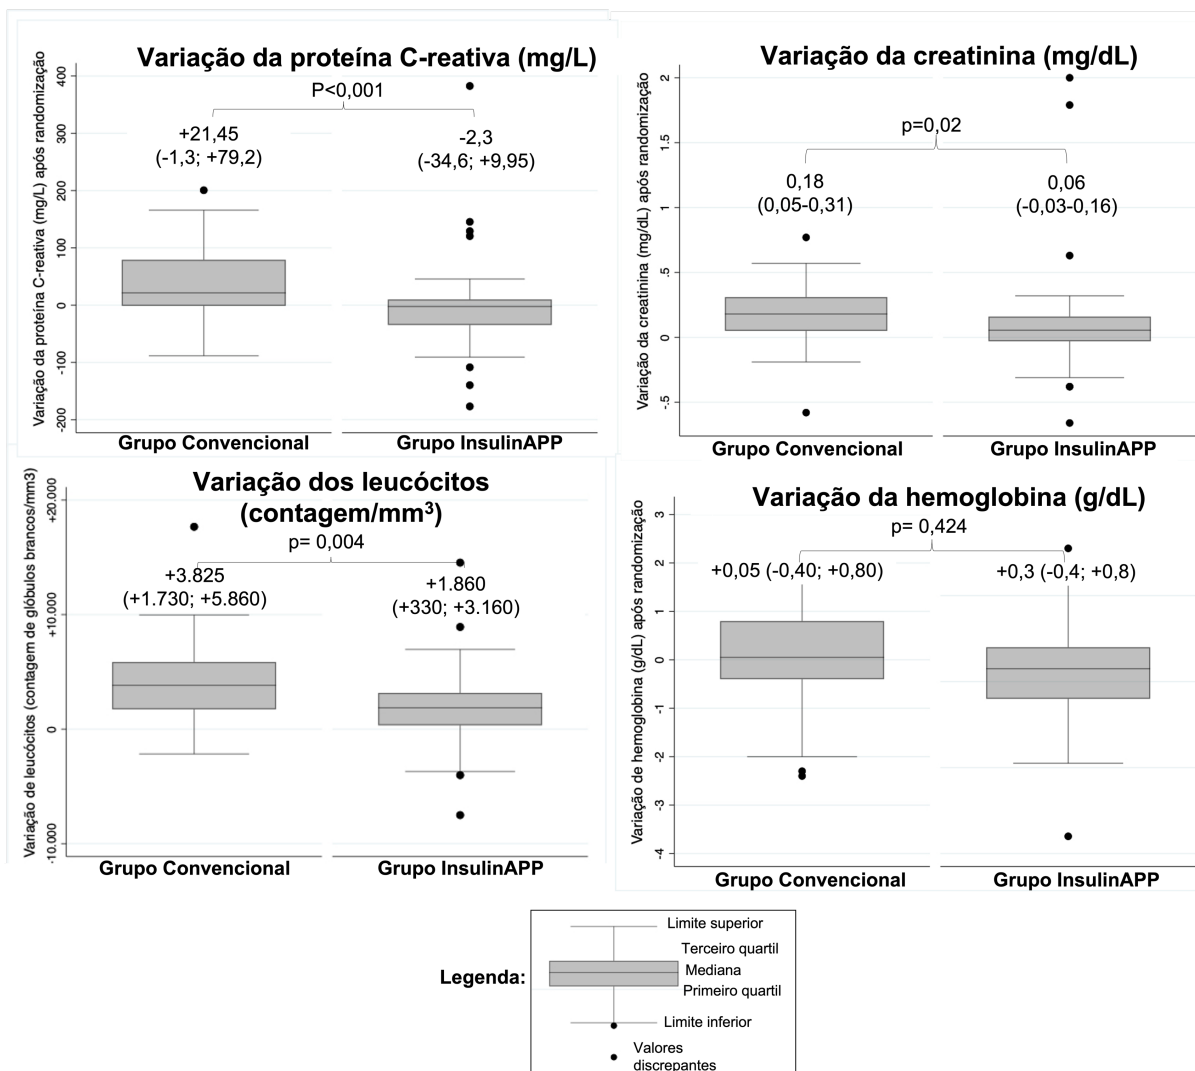 Variação da proteína C-reativa (mg/L)
Variação da proteína C-reativa (mg/L) após randomização
400
300
200
100
0
-100
-200
P<0,001
+21,45
(-1,3; +79,2)
-2,3
(-34,6; +9,95)
Grupo Convencional
Grupo InsulinAPP
Variação da creatinina (mg/dL)
Variação da creatinina (mg/dL) após randomização
2
1.5
1
.5
0
-.5
p=0,02
0,18
(0,05-0,31)
0,06
(-0,03-0,16)
Grupo Convencional
Grupo InsulinAPP
Variação dos leucócitos
(contagem/mm³)
Variação de leucócitos (contagem de glóbulos brancos/mm3)
+20.000
+10.000
0
-10.000
p= 0,004
+3.825
(+1.730; +5.860)
+1.860
(+330; +3.160)
Grupo Convencional
Grupo InsulinAPP
Variação da hemoglobina (g/dL)
Variação de hemoglobina (g/dL) após randomização
3
2
1
0
-1
-2
-3
-4
p= 0,424
+0,05 (-0,40; +0,80)
+0,3 (-0,4; +0,8)
Grupo Convencional
Grupo InsulinAPP
Legenda:
Limite superior
Terceiro quartil
Mediana
Primeiro quartil
Limite inferior
Valores
discrepantes